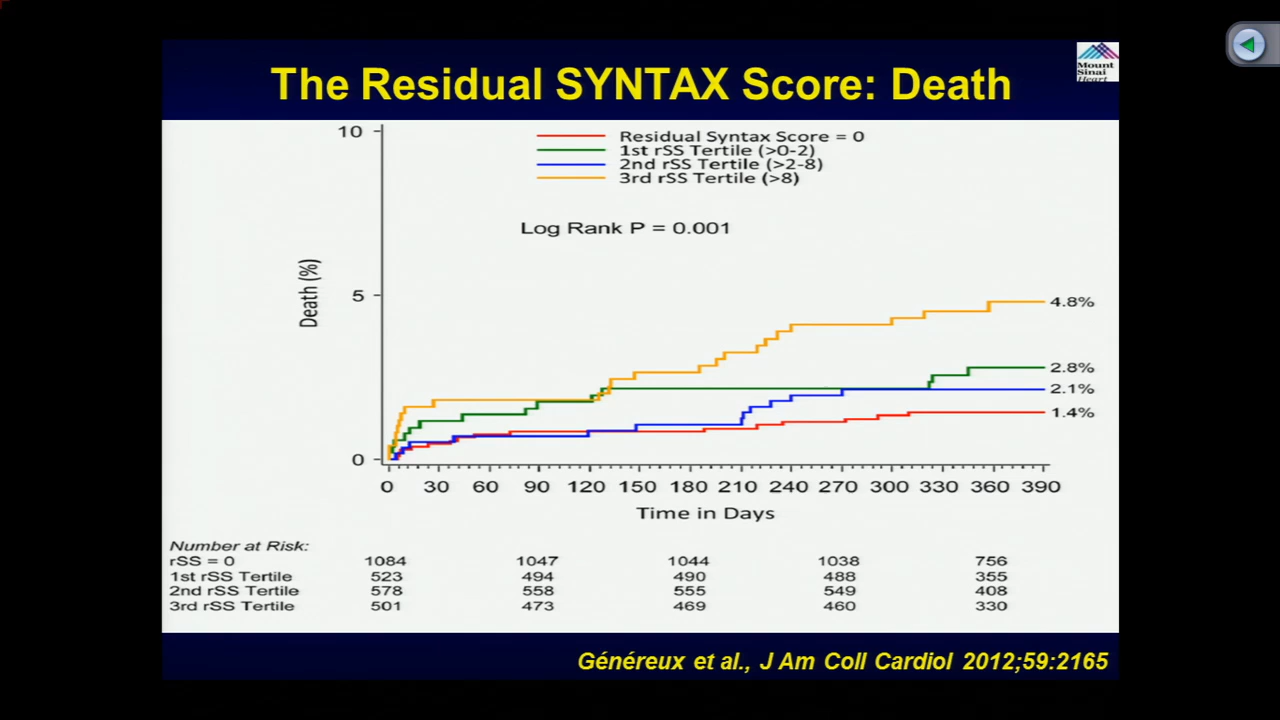 The Residual SYNTAX Score: Death
Mount
Sinai
Heart
10
5
0
Death (%)
Residual Syntax Score = 0
1st rSS Tertile (>0-2)
2nd rSS Tertile (>2-8)
3rd rSS Tertile (>8)
Log Rank P = 0.001
4.8%
2.8%
2.1%
1.4%
0 30 60 90 120 150 180 210 240 270 300 330 360 390
Time in Days
Number at Risk:
rSS = 0 1084 1047 1044 1038 756
1st rSS Tertile 523 494 490 488 355
2nd rSS Tertile 578 558 555 549 408
3rd rSS Tertile 501 473 469 460 330
Généreux et al., J Am Coll Cardiol 2012;59:2165